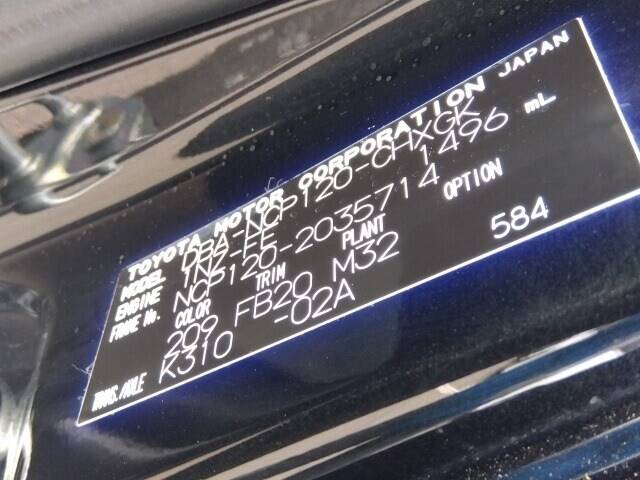 TOYOTA MOTOR CORPORATION JAPAN
MODEL DBA-NCP120-CHXGK
ENGINE 1NZ-FE 1496 mL
FRAME No. NCP120-2035714
COLOR TRIM PLANT OPTION
209 FB20 M32 584
TRANS./AXLE K310 -02A